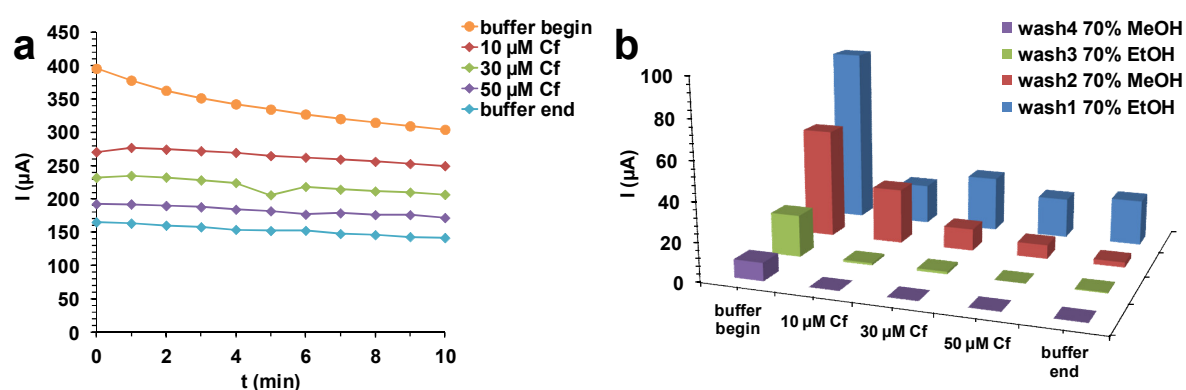 a
450
400
350
300
250
200
150
100
50
0
I (µA)
0 2 4 6 8 10
t (min)
buffer begin
10 µM Cf
30 µM Cf
50 µM Cf
buffer end
b
wash4 70% MeOH
wash3 70% EtOH
wash2 70% MeOH
wash1 70% EtOH
100
80
60
40
20
0
I (µA)
buffer
begin
10 µM Cf
30 µM Cf
50 µM Cf
buffer
end